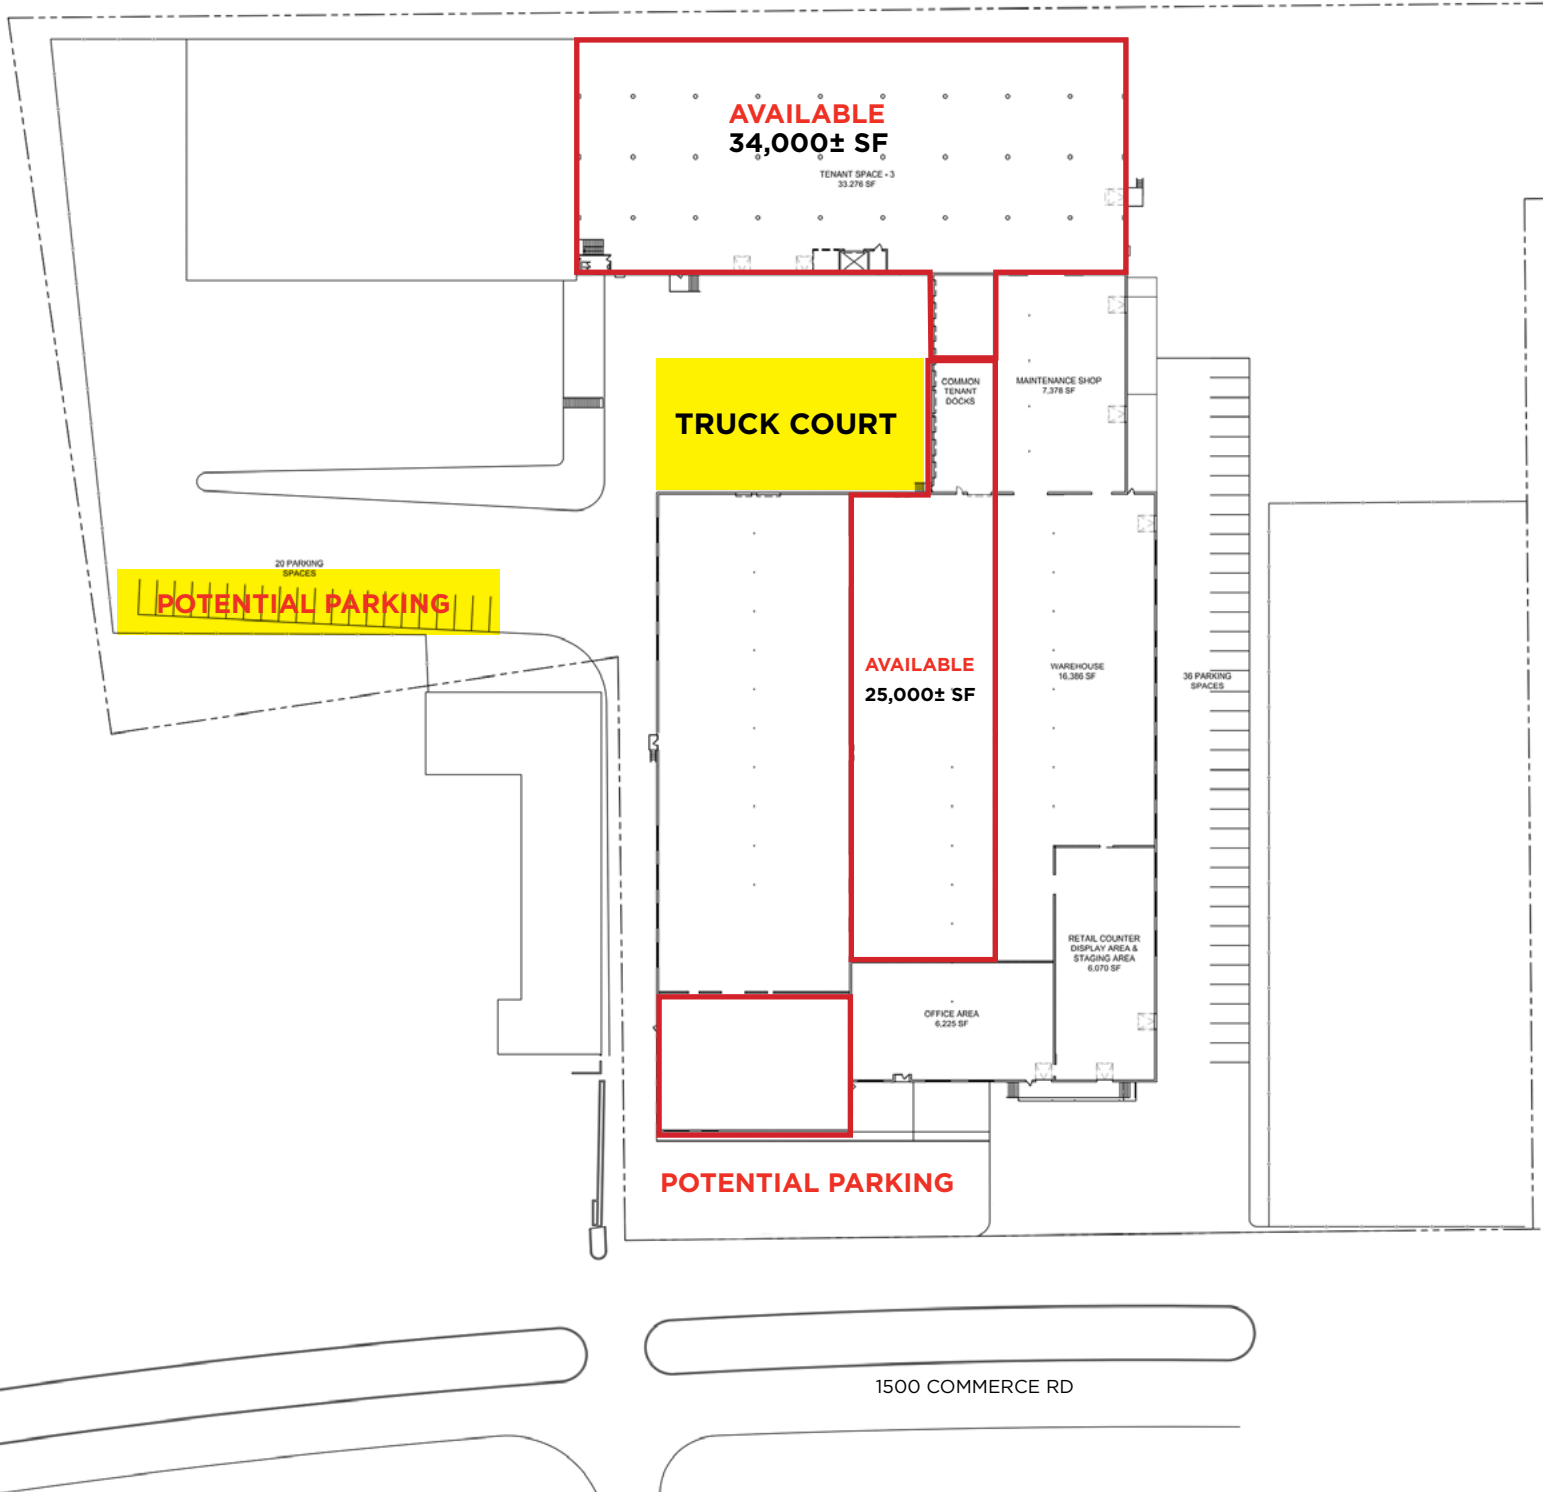 AVAILABLE
34,000± SF
TENANT SPACE - 3
33.276 SF
TRUCK COURT
COMMON
TENANT
DOCKS
MAINTENANCE SHOP
7,378 SF
20 PARKING
SPACES
POTENTIAL PARKING
AVAILABLE
25,000± SF
WAREHOUSE
16,386 SF
36 PARKING
SPACES
RETAIL COUNTER
DISPLAY AREA &
STAGING AREA
6,070 SF
OFFICE AREA
6,225 SF
POTENTIAL PARKING
1500 COMMERCE RD